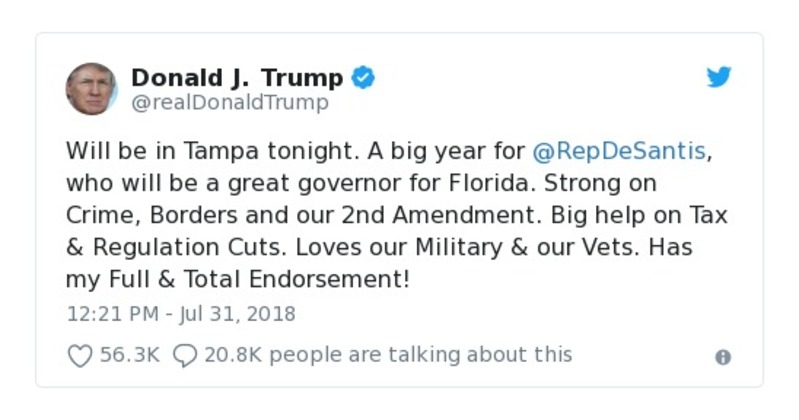 Donald J. Trump
@realDonaldTrump
Will be in Tampa tonight. A big year for @RepDeSantis,
who will be a great governor for Florida. Strong on
Crime, Borders and our 2nd Amendment. Big help on Tax
& Regulation Cuts. Loves our Military & our Vets. Has
my Full & Total Endorsement!
12:21 PM - Jul 31, 2018
56.3K 20.8K people are talking about this